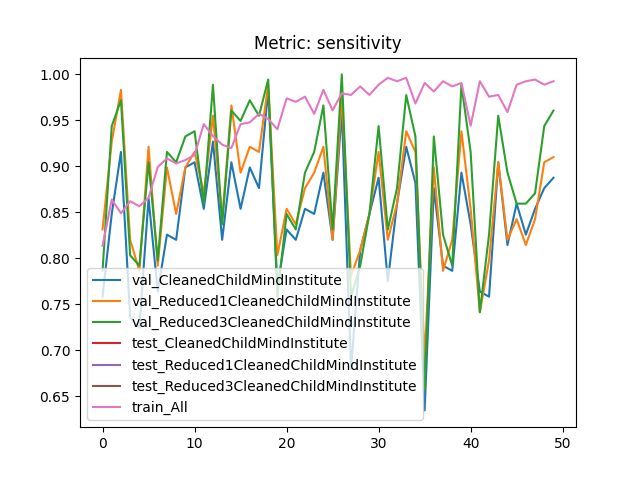 Metric: sensitivity
1.00
0.95
0.90
0.85
0.80
0.75
0.70
0.65
val_CleanedChildMindInstitute
val_Reduced1CleanedChildMindInstitute
val_Reduced3CleanedChildMindInstitute
test_CleanedChildMindInstitute
test_Reduced1CleanedChildMindInstitute
test_Reduced3CleanedChildMindInstitute
train_All
0 10 20 30 40 50